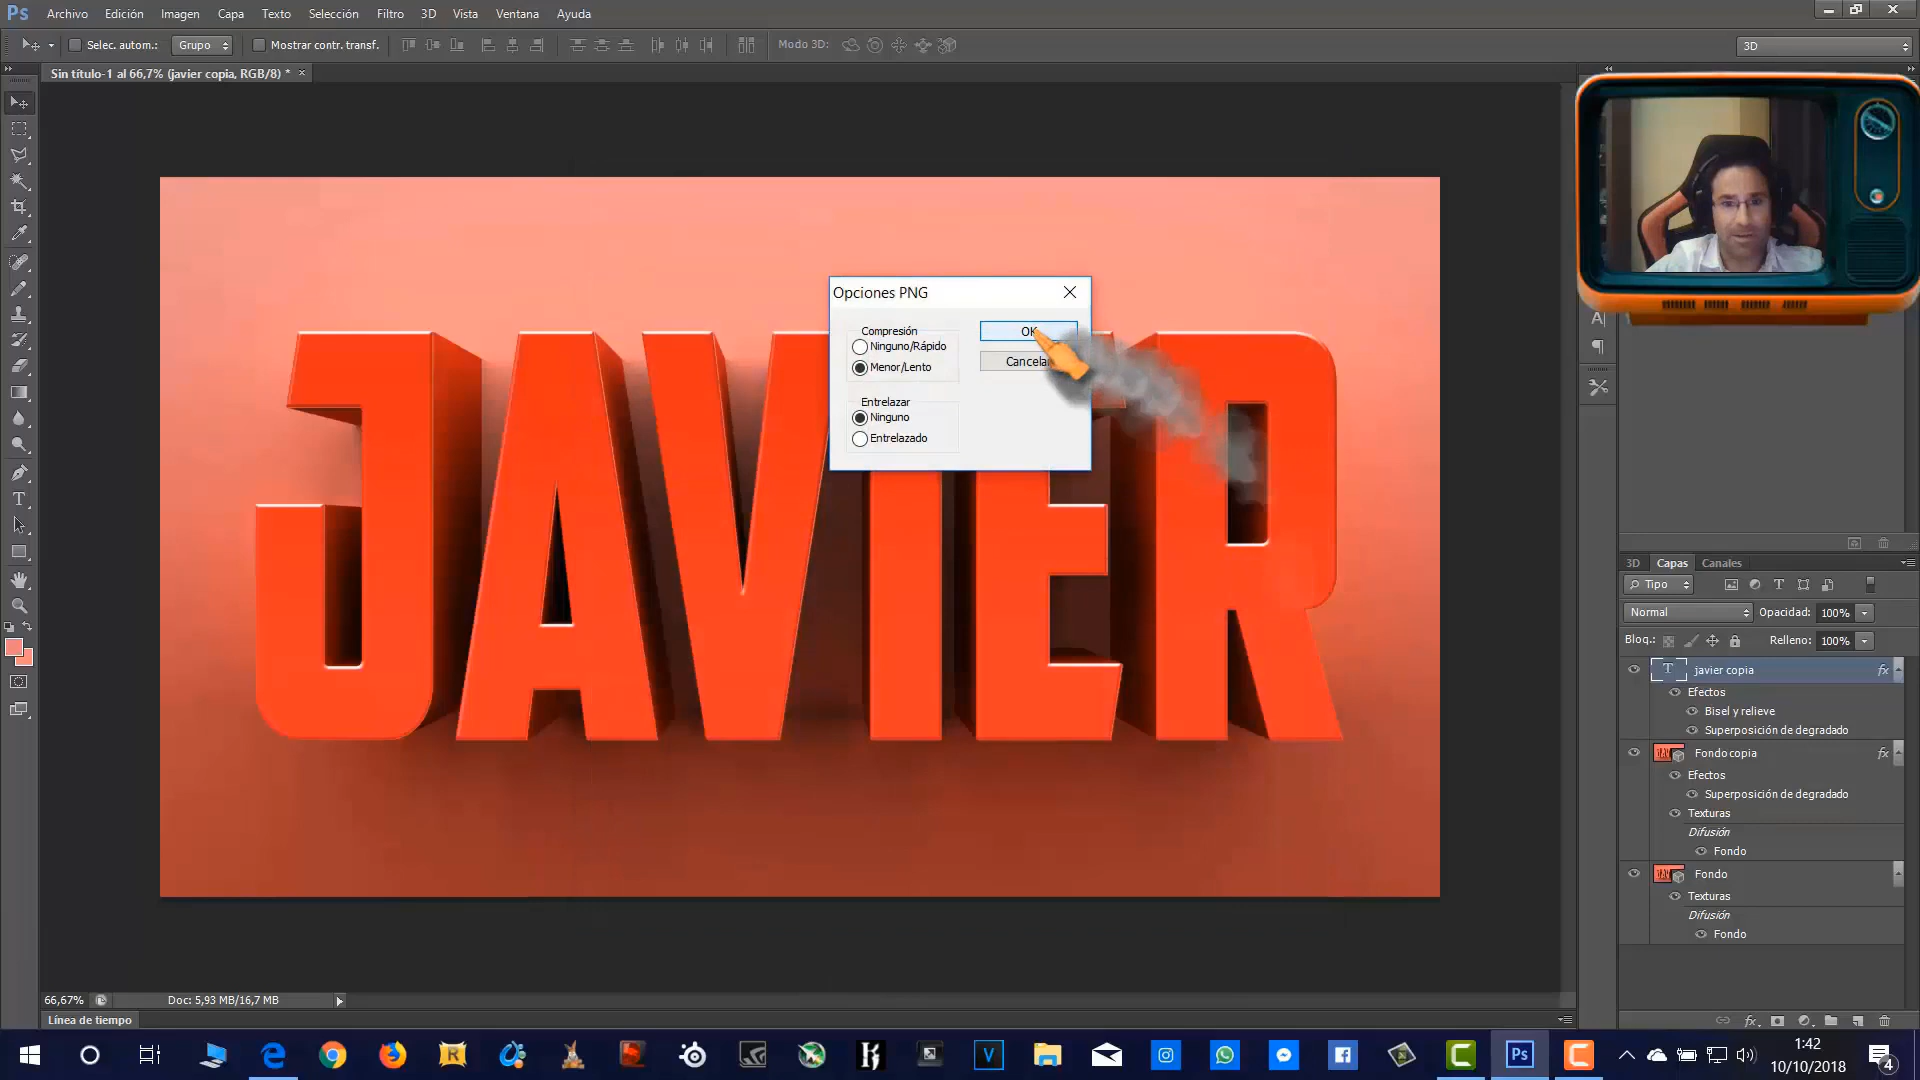 Ps Archivo Edición Imagen Capa Texto Selección Filtro 3D Vista Ventana Ayuda
Selec. autom.: Grupo Mostrar contr. transf. Modo 3D: 3D
Sin título-1 al 66,7% (javier copia, RGB/8) * ×
Opciones PNG
Compresión
Ninguno/Rápido
Menor/Lento
Entrelazar
Ninguno
Entrelazado
OK
Cancelar
JAVIER
3D Capas Canales
Tipo
Normal Opacidad: 100%
Bloq.: Relleno: 100%
T javier copia fx
Efectos
Bisel y relieve
Superposición de degradado
Fondo copia fx
Efectos
Superposición de degradado
Texturas
Difusión
Fondo
Fondo
Texturas
Difusión
Fondo
66,67% Doc: 5,93 MB/16,7 MB
Línea de tiempo
1:42
10/10/2018
4